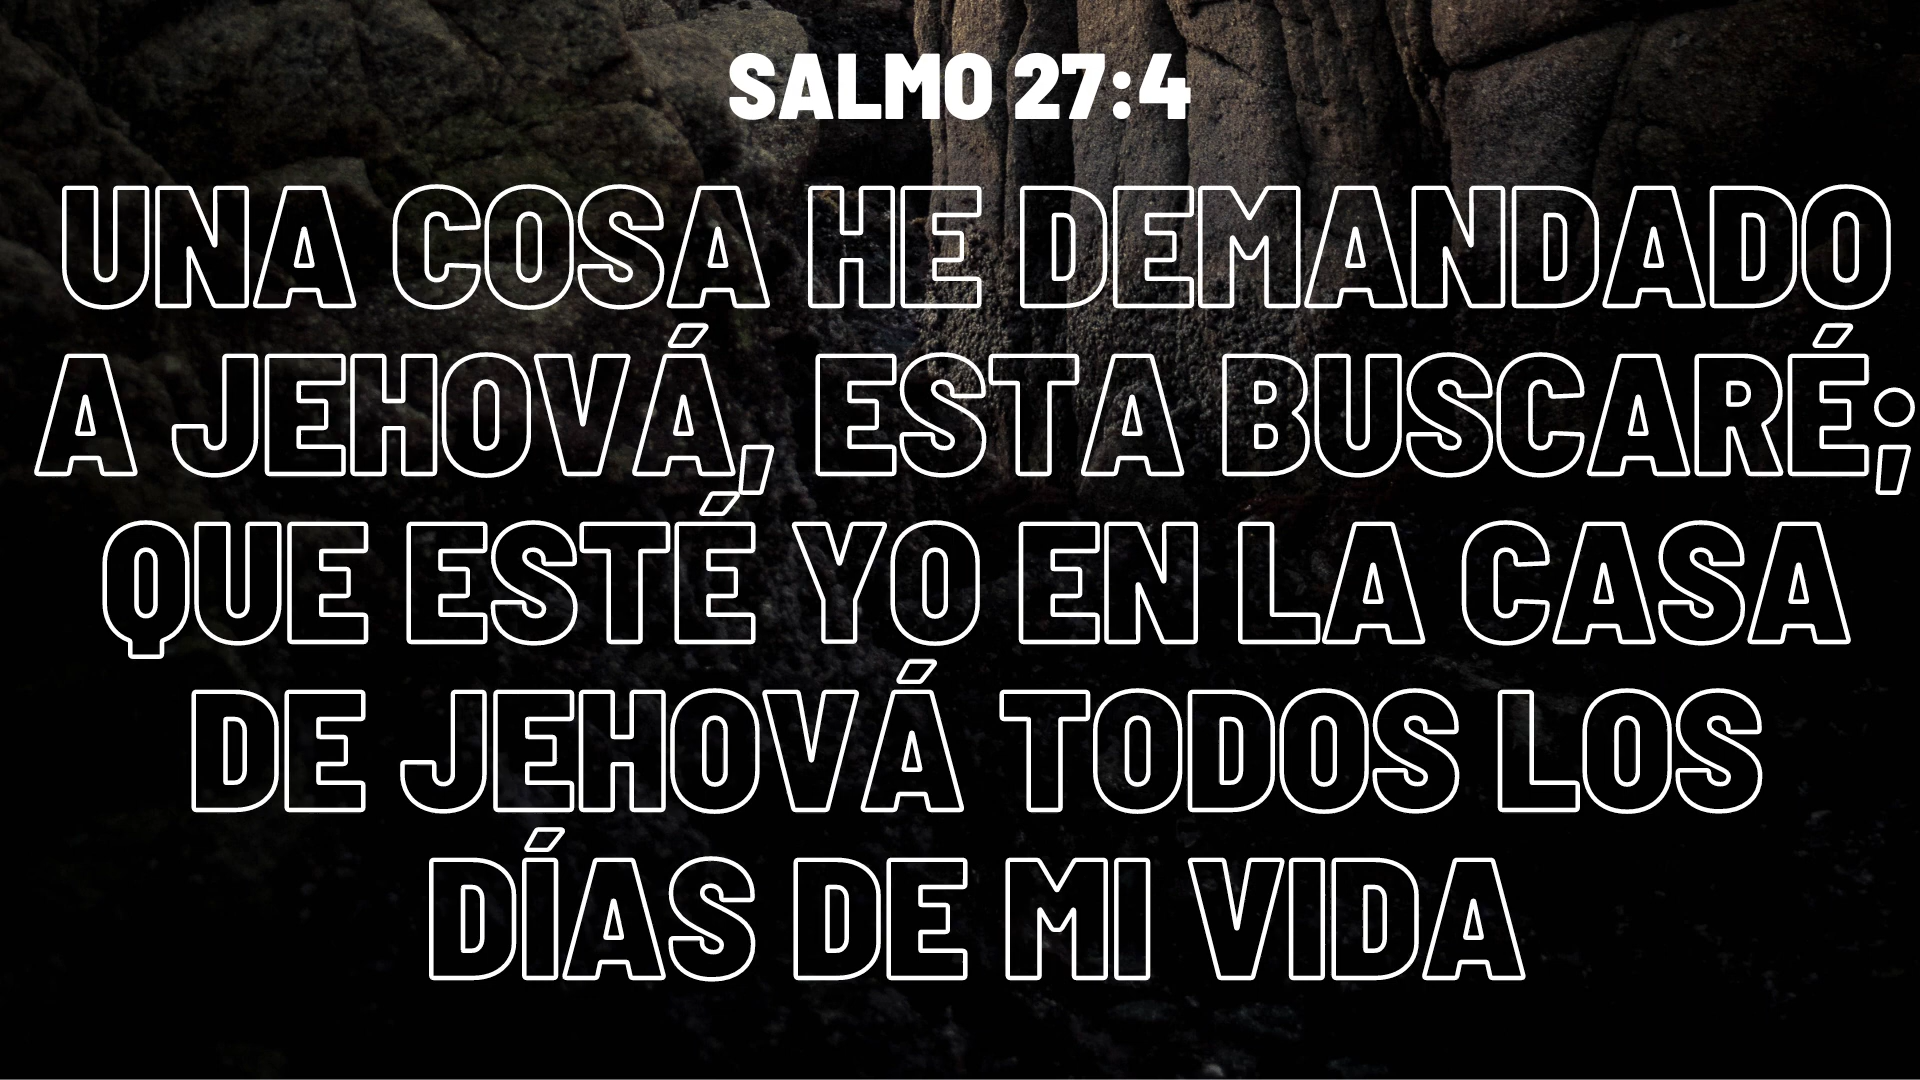 SALMO 27:4
UNA COSA HE DEMANDADO
A JEHOVÁ, ESTA BUSCARÉ;
QUE ESTÉ YO EN LA CASA
DE JEHOVÁ TODOS LOS
DÍAS DE MI VIDA